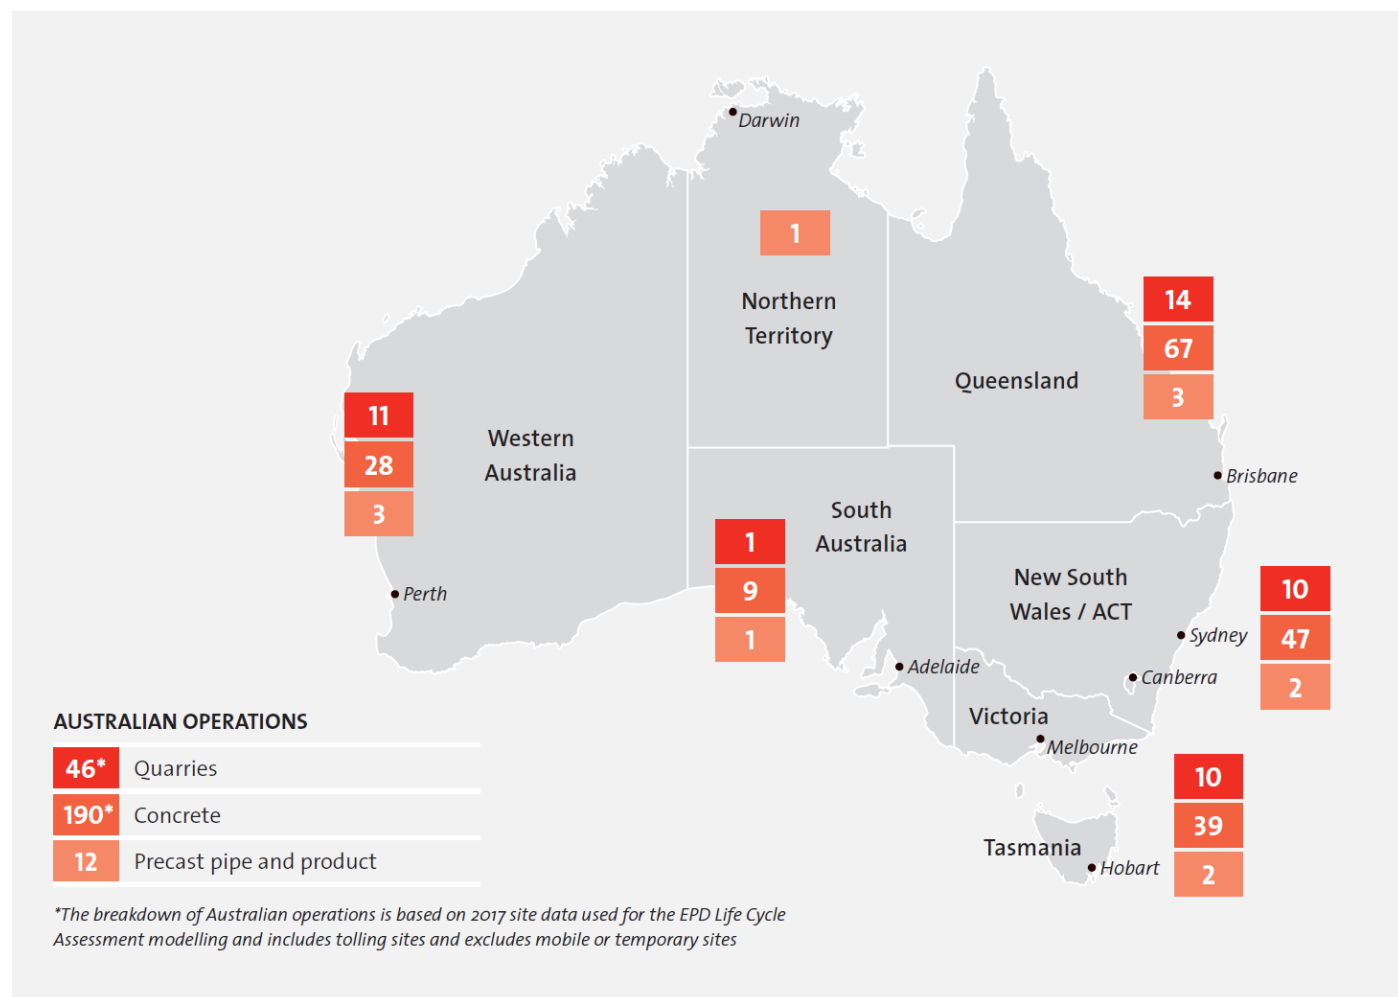 Darwin
1
Northern
Territory
14
67
3
Queensland
11
28
3
Western
Australia
Brisbane
South
Australia
1
9
1
New South
Wales / ACT
10
47
2
Perth
Sydney
Adelaide
Canberra
Victoria
Melbourne
10
39
2
Tasmania
Hobart
AUSTRALIAN OPERATIONS
46* Quarries
190* Concrete
12 Precast pipe and product
*The breakdown of Australian operations is based on 2017 site data used for the EPD Life Cycle
Assessment modelling and includes tolling sites and excludes mobile or temporary sites